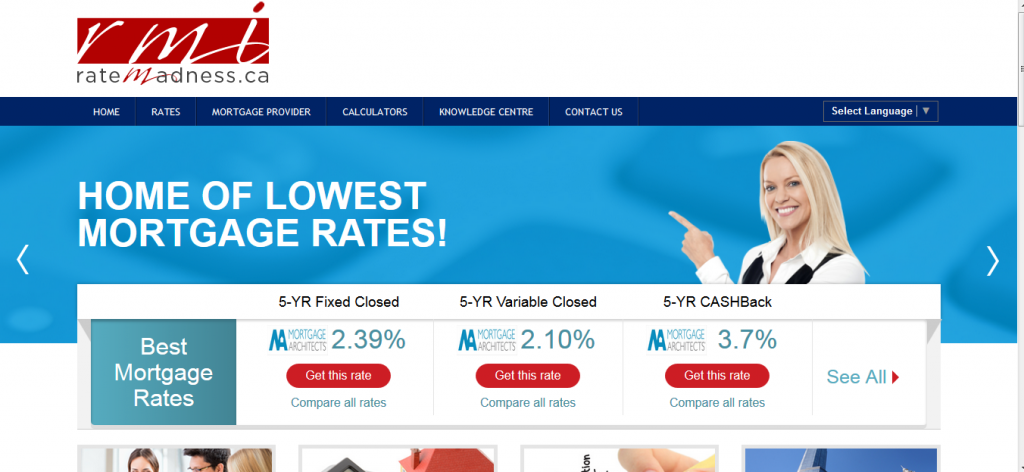 rmi
ratemadness.ca
HOME RATES MORTGAGE PROVIDER CALCULATORS KNOWLEDGE CENTRE CONTACT US Select Language | ▼
HOME OF LOWEST
MORTGAGE RATES!
5-YR Fixed Closed 5-YR Variable Closed 5-YR CASHBack
Best
Mortgage
Rates
MORTGAGE
ARCHITECTS
2.39%
Get this rate
Compare all rates
MORTGAGE
ARCHITECTS
2.10%
Get this rate
Compare all rates
MORTGAGE
ARCHITECTS
3.7%
Get this rate
Compare all rates
See All